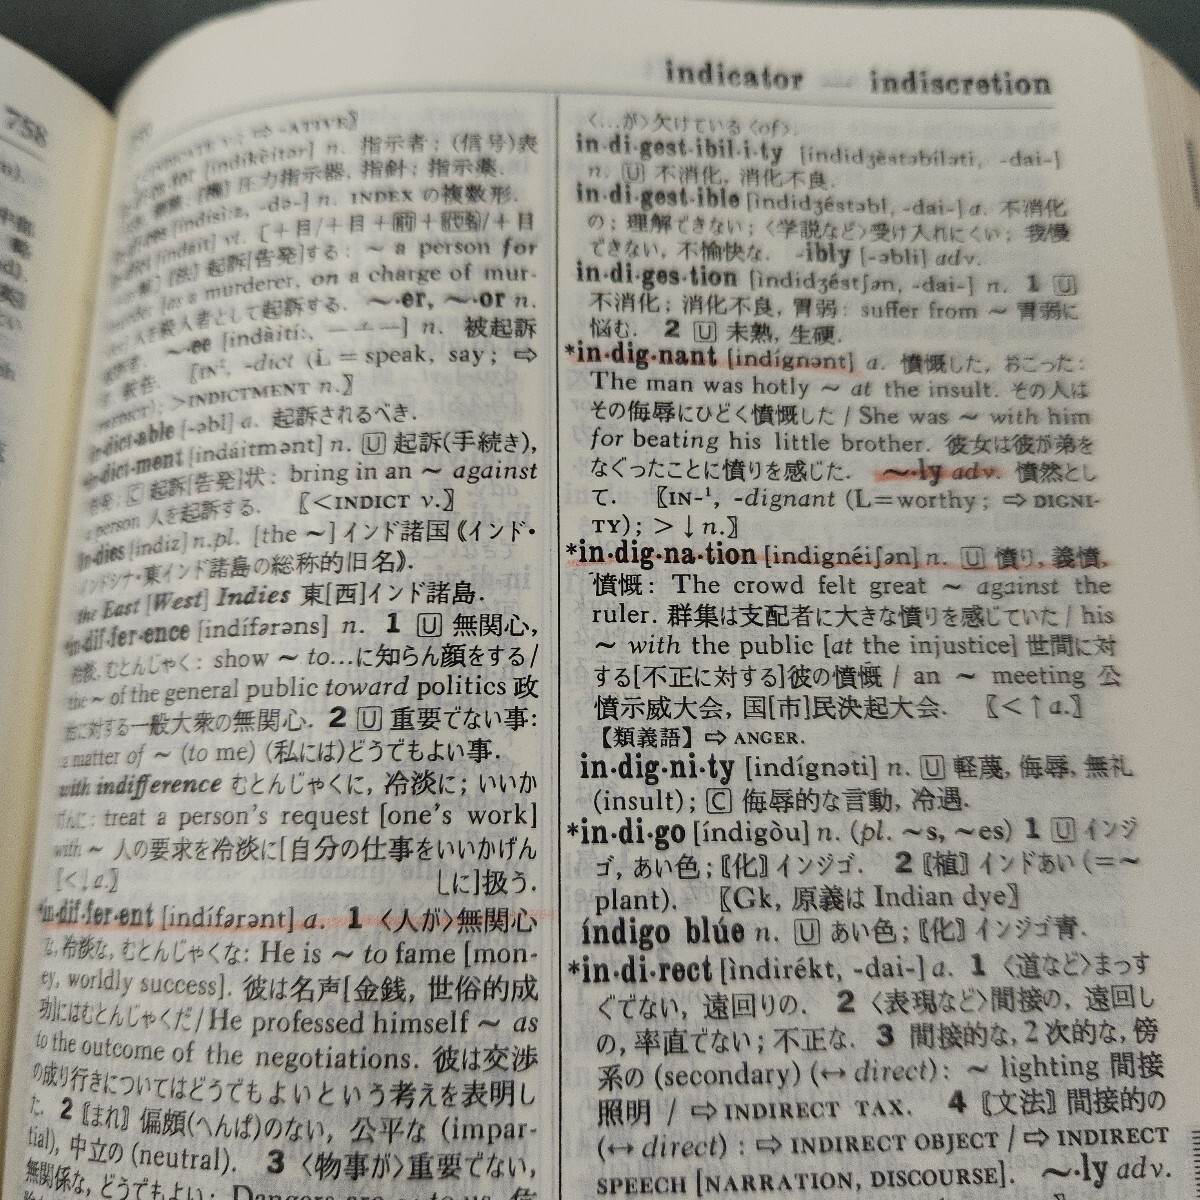 758
indicator — indiscretion
-ATIVE》
[índikèitər] n. 指示者; (信号)表
圧力指示器, 指針; 指示薬.
[índisì:z, -də-] n. INDEX の複数形.
[indáit] vt. [+目/+目+前+代名/+目
起訴[告発]する: ~ a person for
[as a murderer, on a charge of mur-
人を殺人者として起訴する. ~·er, ~·or n.
~·ee [indàití:, ―――] n. 被起訴
被告. 〖IN-², -dict (L = speak, say; ⇨
VERDICT); >INDICTMENT n.〗
in·dict·able [-əbl] a. 起訴されるべき.
in·dict·ment [indáitmənt] n. U 起訴(手続き),
告発; C 起訴[告発]状: bring in an ~ against
a person 人を起訴する. 〖<INDICT v.〗
In·dies [índiz] n.pl. [the ~] インド諸国《インド・
インドシナ・東インド諸島の総称的旧名》.
the East [West] Indies 東[西]インド諸島.
*in·dif·fer·ence [indífərəns] n. 1 U 無関心,
冷淡, むとんじゃく: show ~ to…に知らん顔をする/
the ~ of the general public toward politics 政
治に対する一般大衆の無関心. 2 U 重要でない事:
a matter of ~ (to me) (私には)どうでもよい事.
with indifference むとんじゃくに, 冷淡に; いいか
げんに: treat a person's request [one's work]
with ~ 人の要求を冷淡に[自分の仕事をいいかげん
[<↓a.〗 しに]扱う.
*in·dif·fer·ent [indífərənt] a. 1 〈人が〉無関心
な, 冷淡な, むとんじゃくな: He is ~ to fame [mon-
ey, worldly success]. 彼は名声[金銭, 世俗的成
功]にはむとんじゃくだ/He professed himself ~ as
to the outcome of the negotiations. 彼は交渉
の成り行きについてはどうでもよいという考えを表明し
た. 2 〖まれ〗 偏頗(へんぱ)のない, 公平な (impar-
tial), 中立の (neutral). 3 〈物事が〉重要でない,
無関係な, どうでもよい: Dangers are ~ to us. 危
〈…が〉欠けている〈of〉.
in·di·gest·ibil·i·ty [ìndidʒèstəbíləti, -dai-]
n. U 不消化, 消化不良.
in·di·gest·ible [ìndidʒéstəbl, -dai-] a. 不消化
の; 理解できない; 〈学説など〉受け入れにくい; 我慢
できない, 不愉快な. -ibly [-əbli] adv.
in·di·ges·tion [ìndidʒéstʃən, -dai-] n. 1 U
不消化; 消化不良, 胃弱: suffer from ~ 胃弱に
悩む. 2 U 未熟, 生硬.
*in·dig·nant [indígnənt] a. 憤慨した, おこった:
The man was hotly ~ at the insult. その人は
その侮辱にひどく憤慨した / She was ~ with him
for beating his little brother. 彼女は彼が弟を
なぐったことに憤りを感じた. ~·ly adv. 憤然とし
て. 〖IN-¹, -dignant (L=worthy; ⇨ DIGNI-
TY); >↓n.〗
*in·dig·na·tion [ìndignéiʃən] n. U 憤り, 義憤,
憤慨: The crowd felt great ~ against the
ruler. 群集は支配者に大きな憤りを感じていた / his
~ with the public [at the injustice] 世間に対
する[不正に対する]彼の憤慨 / an ~ meeting 公
憤示威大会, 国[市]民決起大会. 〖<↑a.〗
【類義語】⇨ ANGER.
in·dig·ni·ty [indígnəti] n. U 軽蔑, 侮辱, 無礼
(insult); C 侮辱的な言動, 冷遇.
*in·di·go [índigòu] n. (pl. ~s, ~es) 1 U インジ
ゴ, あい色; 〖化〗インジゴ. 2 〖植〗インドあい (=~
plant). 〖Gk, 原義は Indian dye〗
índigo blúe n. U あい色; 〖化〗インジゴ青.
*in·di·rect [ìndirékt, -dai-] a. 1 〈道など〉まっす
ぐでない, 遠回りの. 2 〈表現など〉間接の, 遠回し
の, 率直でない; 不正な. 3 間接的な, 2次的な, 傍
系の (secondary) (↔ direct): ~ lighting 間接
照明 / ⇨ INDIRECT TAX. 4 〖文法〗間接的の
(↔ direct): ⇨ INDIRECT OBJECT / ⇨ INDIRECT
SPEECH [NARRATION, DISCOURSE]. ~·ly adv.